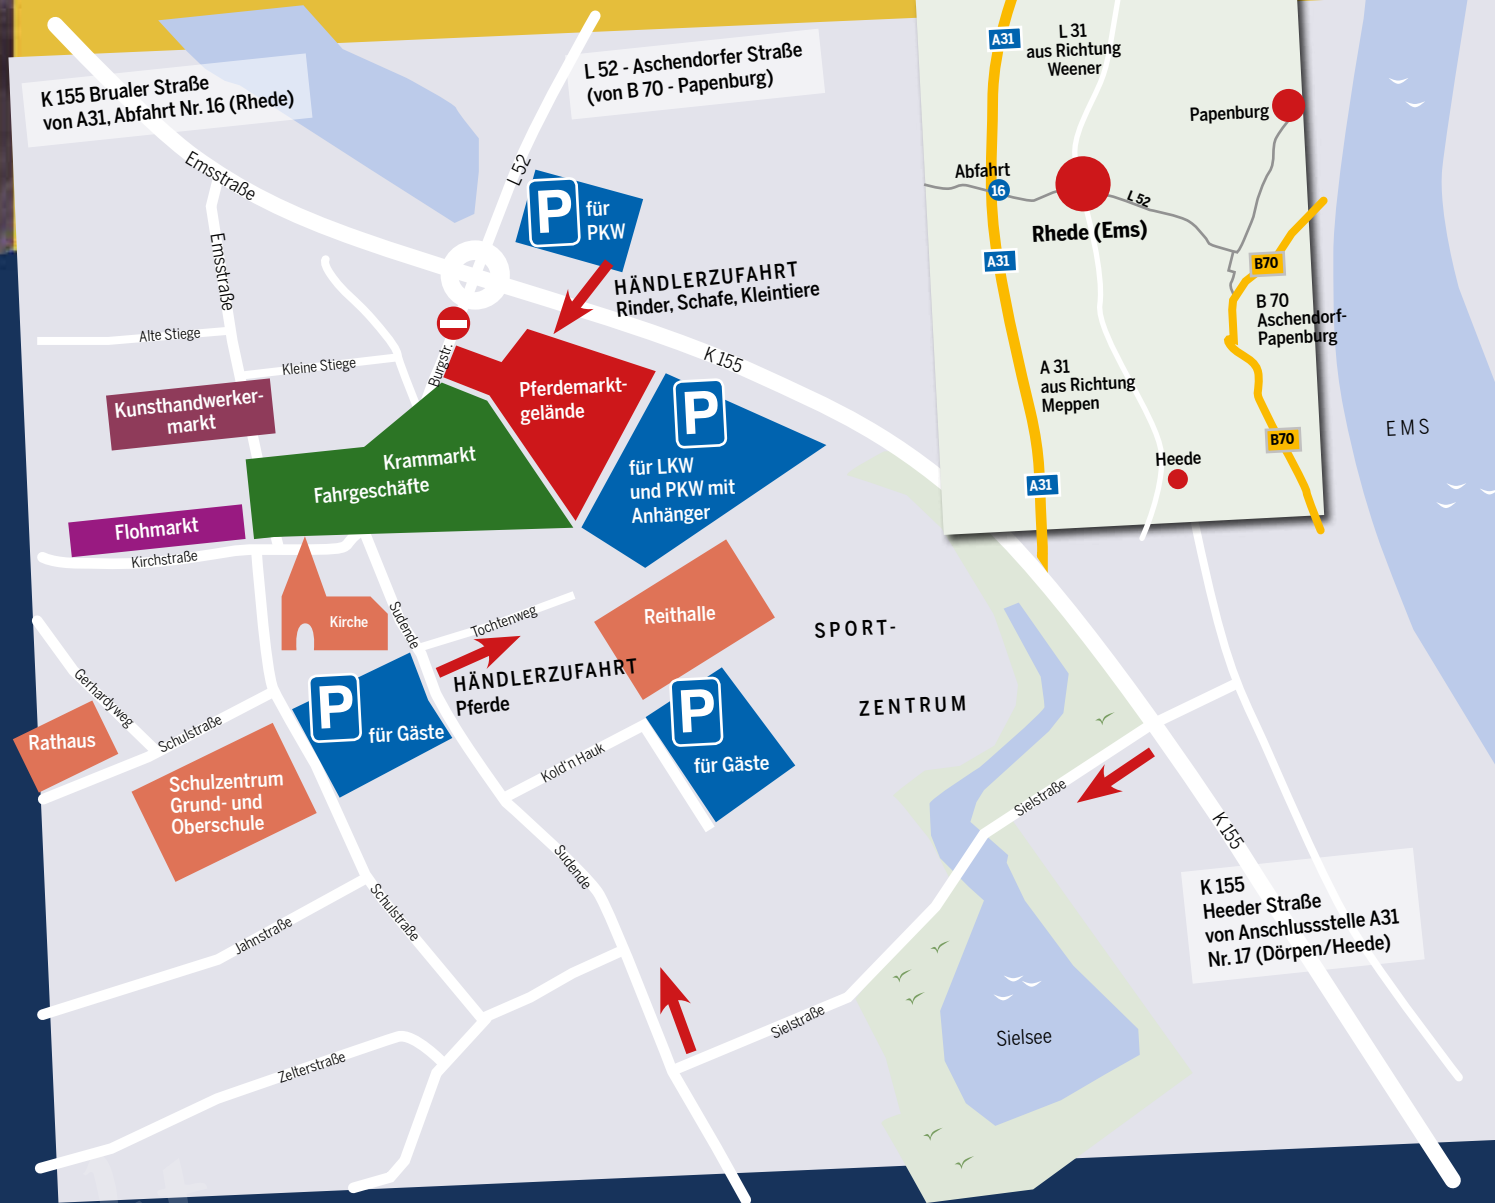 K 155 Brualer Straße
von A31, Abfahrt Nr. 16 (Rhede)
L 52 - Aschendorfer Straße
(von B 70 - Papenburg)
Emsstraße
L 52
P
für
PKW
HÄNDLERZUFAHRT
Rinder, Schafe, Kleintiere
Emsstraße
Alte Stiege
Kleine Stiege
Burgstr.
K 155
Kunsthandwerker-
markt
Pferdemarkt-
gelände
P
für LKW
und PKW mit
Anhänger
Krammarkt
Fahrgeschäfte
Flohmarkt
Kirchstraße
Kirche
Sudende
Tochtenweg
HÄNDLERZUFAHRT
Pferde
Reithalle
SPORT-
ZENTRUM
Gerhardyweg
Rathaus
Schulstraße
P
für Gäste
P
für Gäste
Kold'n Hauk
Schulzentrum
Grund- und
Oberschule
Sudende
Schulstraße
Jahnstraße
Zelterstraße
Sielstraße
Sielstraße
Sielsee
K 155
K 155
Heeder Straße
von Anschlussstelle A31
Nr. 17 (Dörpen/Heede)
EMS
A31
L 31
aus Richtung
Weener
Papenburg
Abfahrt
16
L 52
Rhede (Ems)
A31
B70
B 70
Aschendorf-
Papenburg
A 31
aus Richtung
Meppen
B70
Heede
A31